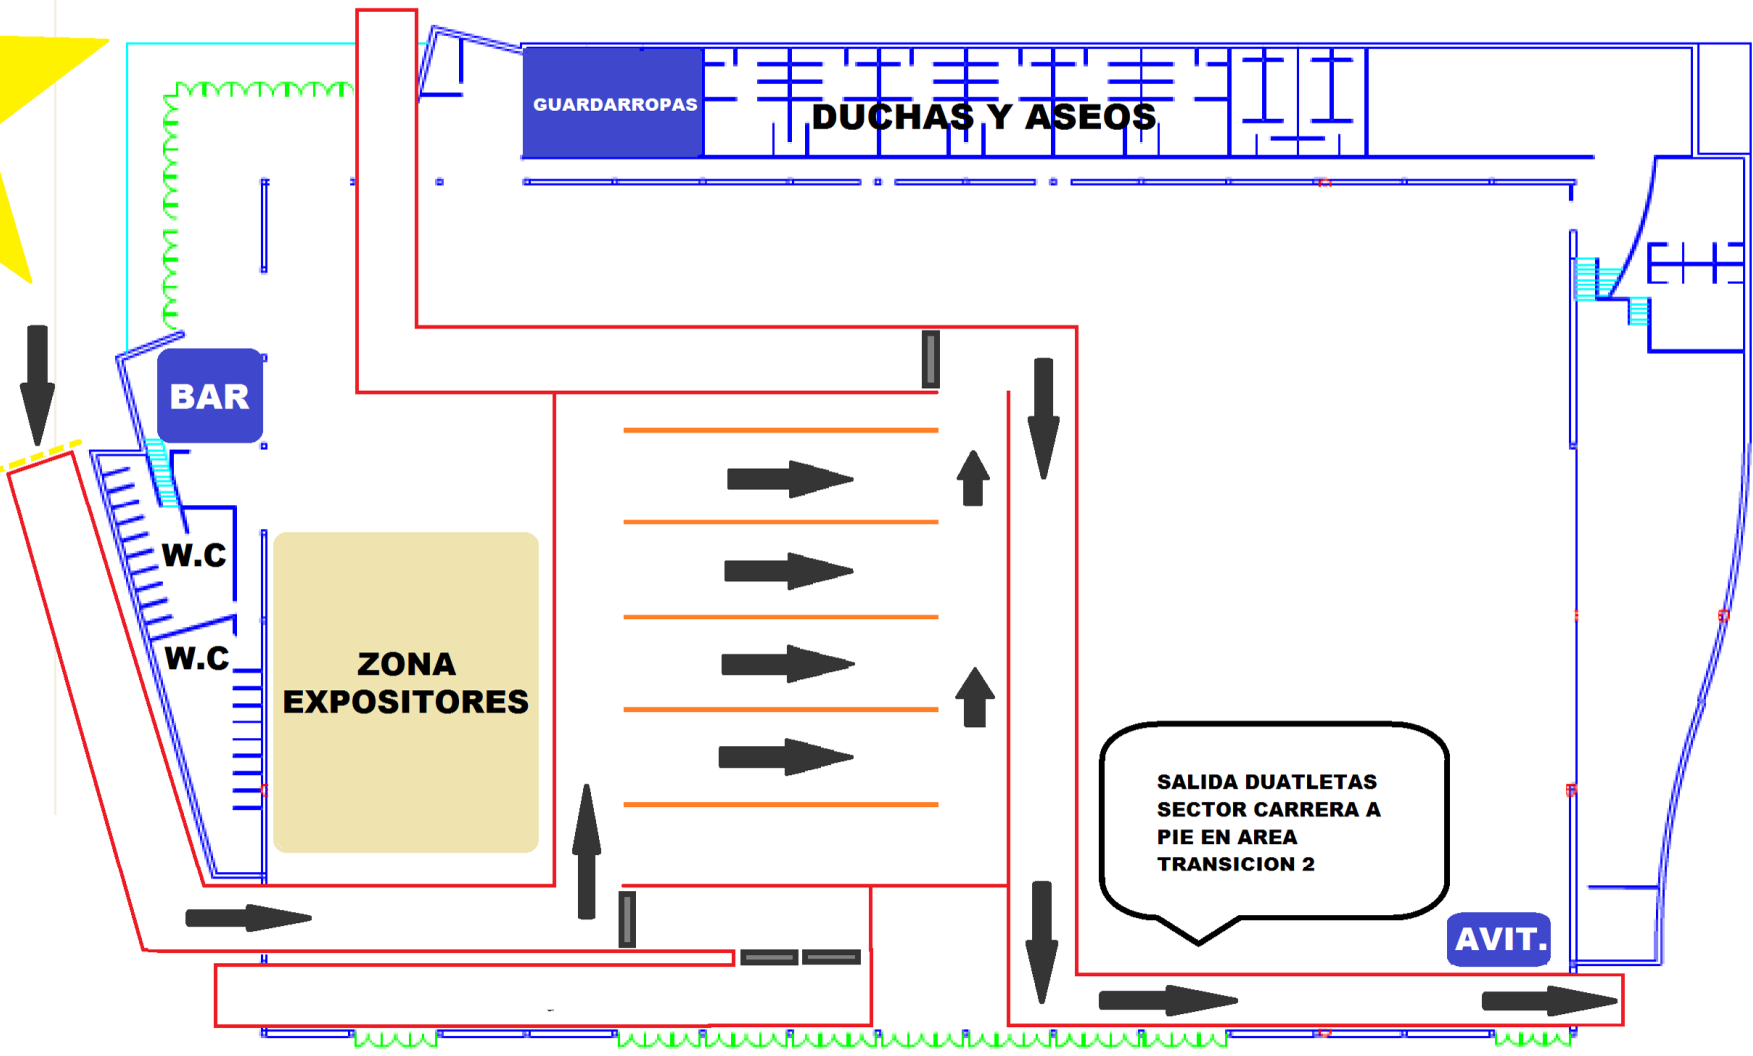 GUARDARROPAS
DUCHAS Y ASEOS
BAR
W.C
W.C
ZONA
EXPOSITORES
SALIDA DUATLETAS
SECTOR CARRERA A
PIE EN AREA
TRANSICION 2
AVIT.